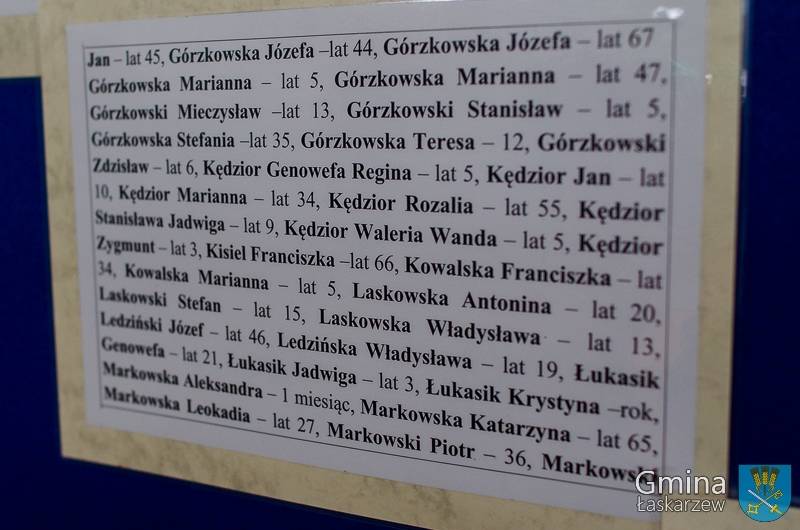 Jan – lat 45, Górzkowska Józefa –lat 44, Górzkowska Józefa – lat 67
Górzkowska Marianna – lat 5, Górzkowska Marianna – lat 47,
Górzkowski Mieczysław –lat 13, Górzkowski Stanisław – lat 5,
Górzkowska Stefania –lat 35, Górzkowska Teresa – 12, Górzkowski
Zdzisław – lat 6, Kędzior Genowefa Regina – lat 5, Kędzior Jan – lat
10, Kędzior Marianna – lat 34, Kędzior Rozalia – lat 55, Kędzior
Stanisława Jadwiga – lat 9, Kędzior Waleria Wanda – lat 5, Kędzior
Zygmunt – lat 3, Kisiel Franciszka –lat 66, Kowalska Franciszka – lat
34, Kowalska Marianna – lat 5, Laskowska Antonina – lat 20,
Laskowski Stefan – lat 15, Laskowska Władysława – lat 13,
Ledziński Józef – lat 46, Ledzińska Władysława – lat 19, Łukasik
Genowefa – lat 21, Łukasik Jadwiga – lat 3, Łukasik Krystyna –rok,
Markowska Aleksandra – 1 miesiąc, Markowska Katarzyna – lat 65,
Markowska Leokadia – lat 27, Markowski Piotr – 36, Markowski
Gmina
Łaskarzew